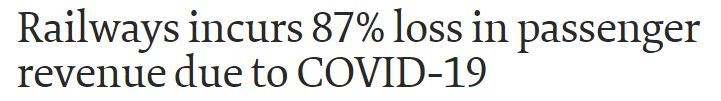 Railways incurs 87% loss in passenger
revenue due to COVID-19